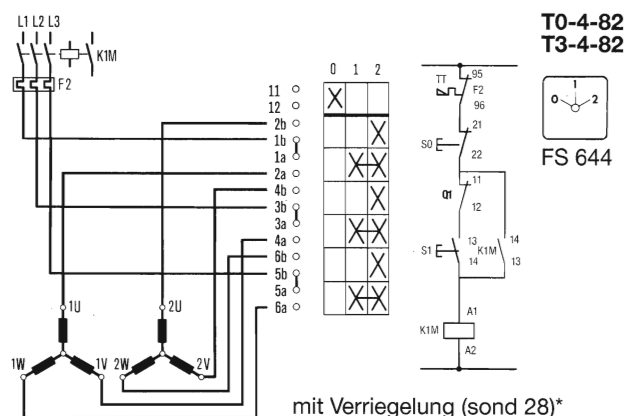 L1 L2 L3
K1M
F2
T0-4-82
T3-4-82
0 1 2
FS 644
0 1 2
11
12
2b
1b
1a
2a
4b
3b
3a
4a
6b
5b
5a
6a
TT
95
F2
96
21
S0
22
11
Q1
12
13
S1
14
K1M
14
13
A1
K1M
A2
1U
2U
1W
1V
2W
2V
mit Verriegelung (sond 28)*